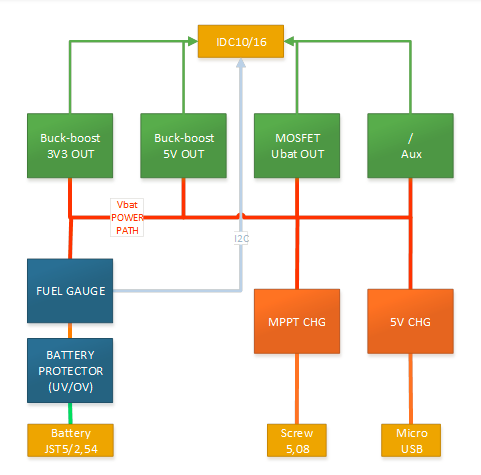 IDC10/16
Buck-boost
3V3 OUT
Buck-boost
5V OUT
MOSFET
Ubat OUT
/
Aux
Vbat
POWER
PATH
I2C
FUEL GAUGE
MPPT CHG
5V CHG
BATTERY
PROTECTOR
(UV/OV)
Battery
JST5/2,54
Screw
5,08
Micro
USB